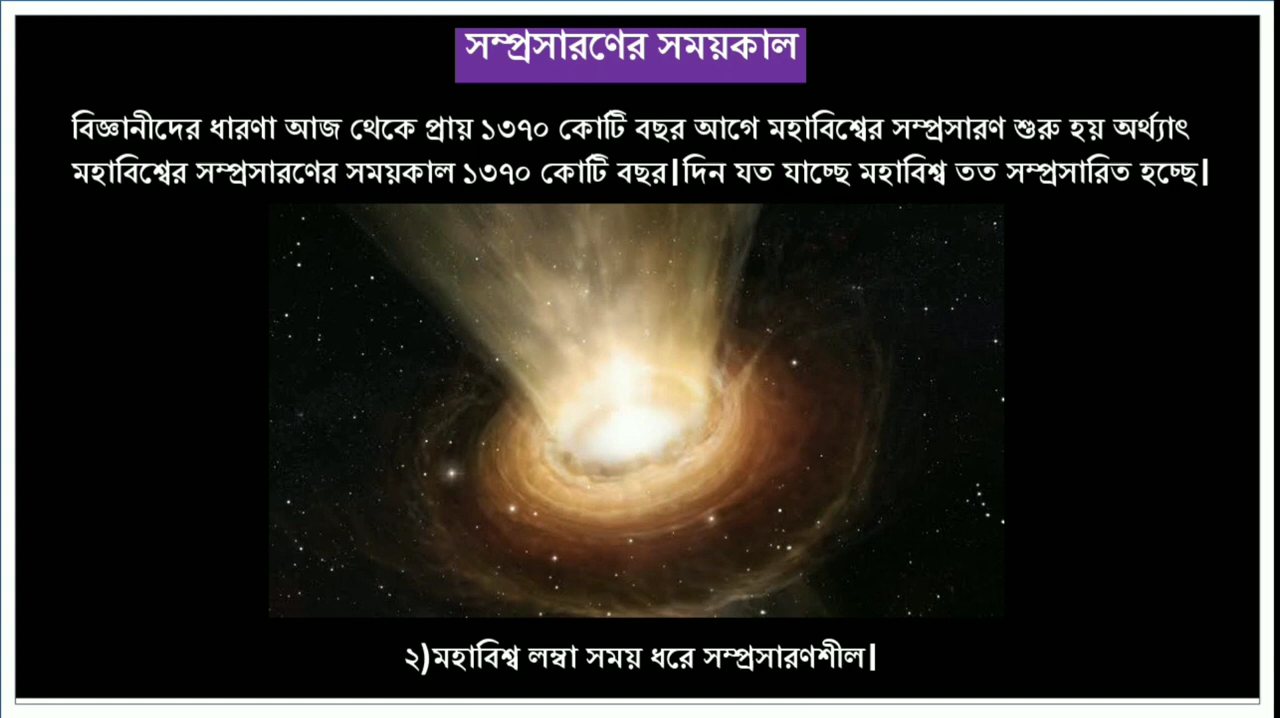 সম্প্রসারণের সময়কাল
বিজ্ঞানীদের ধারণা আজ থেকে প্রায় ১৩৭০ কোটি বছর আগে মহাবিশ্বের সম্প্রসারণ শুরু হয় অর্থ্যাৎ
মহাবিশ্বের সম্প্রসারণের সময়কাল ১৩৭০ কোটি বছর|দিন যত যাচ্ছে মহাবিশ্ব তত সম্প্রসারিত হচ্ছে|
২)মহাবিশ্ব লম্বা সময় ধরে সম্প্রসারণশীল|